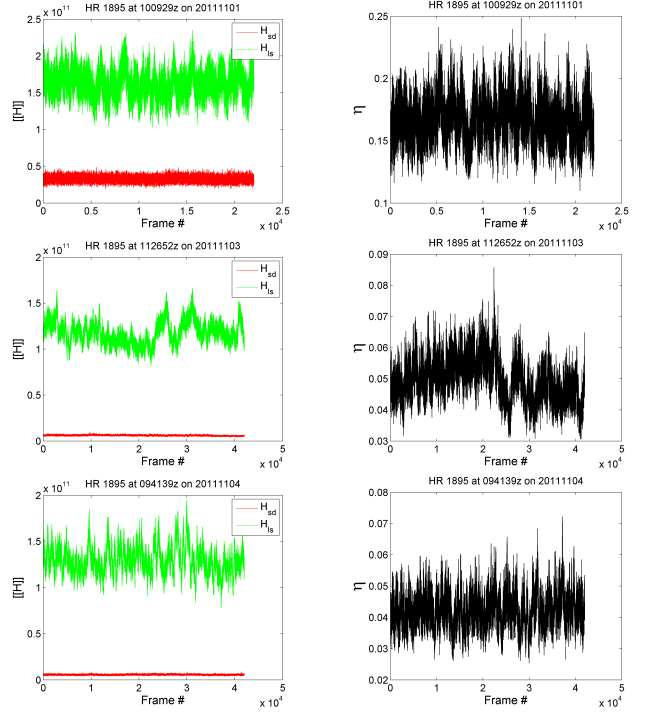 HR 1895 at 100929z on 20111101
x 10^11
2.5
2
1.5
1
0.5
0
[[H]]
H_sd
H_ls
0 0.5 1 1.5 2 2.5
Frame #
x 10^4
HR 1895 at 100929z on 20111101
0.25
0.2
0.15
0.1
η
0 0.5 1 1.5 2 2.5
Frame #
x 10^4
HR 1895 at 112652z on 20111103
x 10^11
2
1.5
1
0.5
0
[[H]]
H_sd
H_ls
0 1 2 3 4 5
Frame #
x 10^4
HR 1895 at 112652z on 20111103
0.09
0.08
0.07
0.06
0.05
0.04
0.03
η
0 1 2 3 4 5
Frame #
x 10^4
HR 1895 at 094139z on 20111104
x 10^11
2
1.5
1
0.5
0
[[H]]
H_sd
H_ls
0 1 2 3 4 5
Frame #
x 10^4
HR 1895 at 094139z on 20111104
0.08
0.07
0.06
0.05
0.04
0.03
0.02
η
0 1 2 3 4 5
Frame #
x 10^4